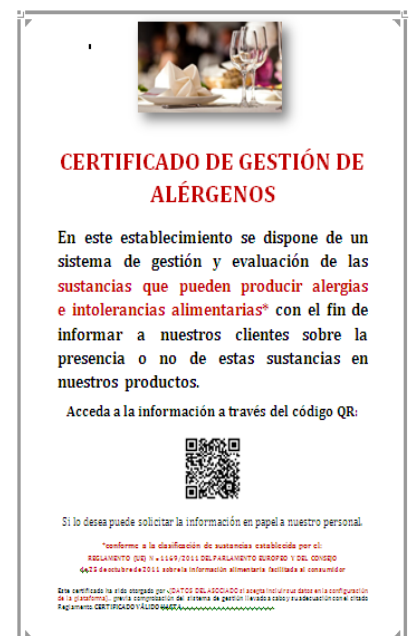 CERTIFICADO DE GESTIÓN DE
ALÉRGENOS
En este establecimiento se dispone de un
sistema de gestión y evaluación de las
sustancias que pueden producir alergias
e intolerancias alimentarias* con el fin de
informar a nuestros clientes sobre la
presencia o no de estas sustancias en
nuestros productos.
Acceda a la información a través del código QR:
Si lo desea puede solicitar la información en papel a nuestro personal.
*conforme a la clasificación de sustancias establecida por el:
REGLAMENTO (UE) N º 1169/2011 DEL PARLAMENTO EUROPEO Y DEL CONSEJO
de 25 de octubre de 2011 sobre la información alimentaria facilitada al consumidor
Este certificado ha sido otorgado por (DATOS DEL ASOCIADO si acepta incluir sus datos en la configuración
de la plataforma), previa comprobación del sistema de gestión llevado a cabo y su adecuación con el citado
Reglamento. CERTIFICADO VÁLIDO HASTA